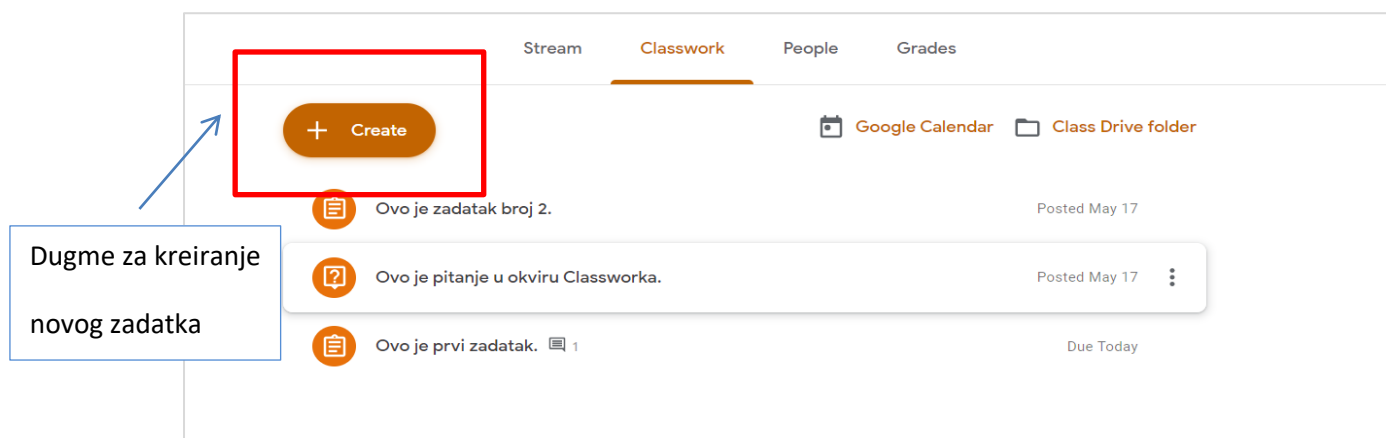 Stream Classwork People Grades
+ Create
Google Calendar Class Drive folder
Ovo je zadatak broj 2. Posted May 17
Dugme za kreiranje
novog zadatka
Ovo je pitanje u okviru Classworka. Posted May 17
Ovo je prvi zadatak. 1 Due Today